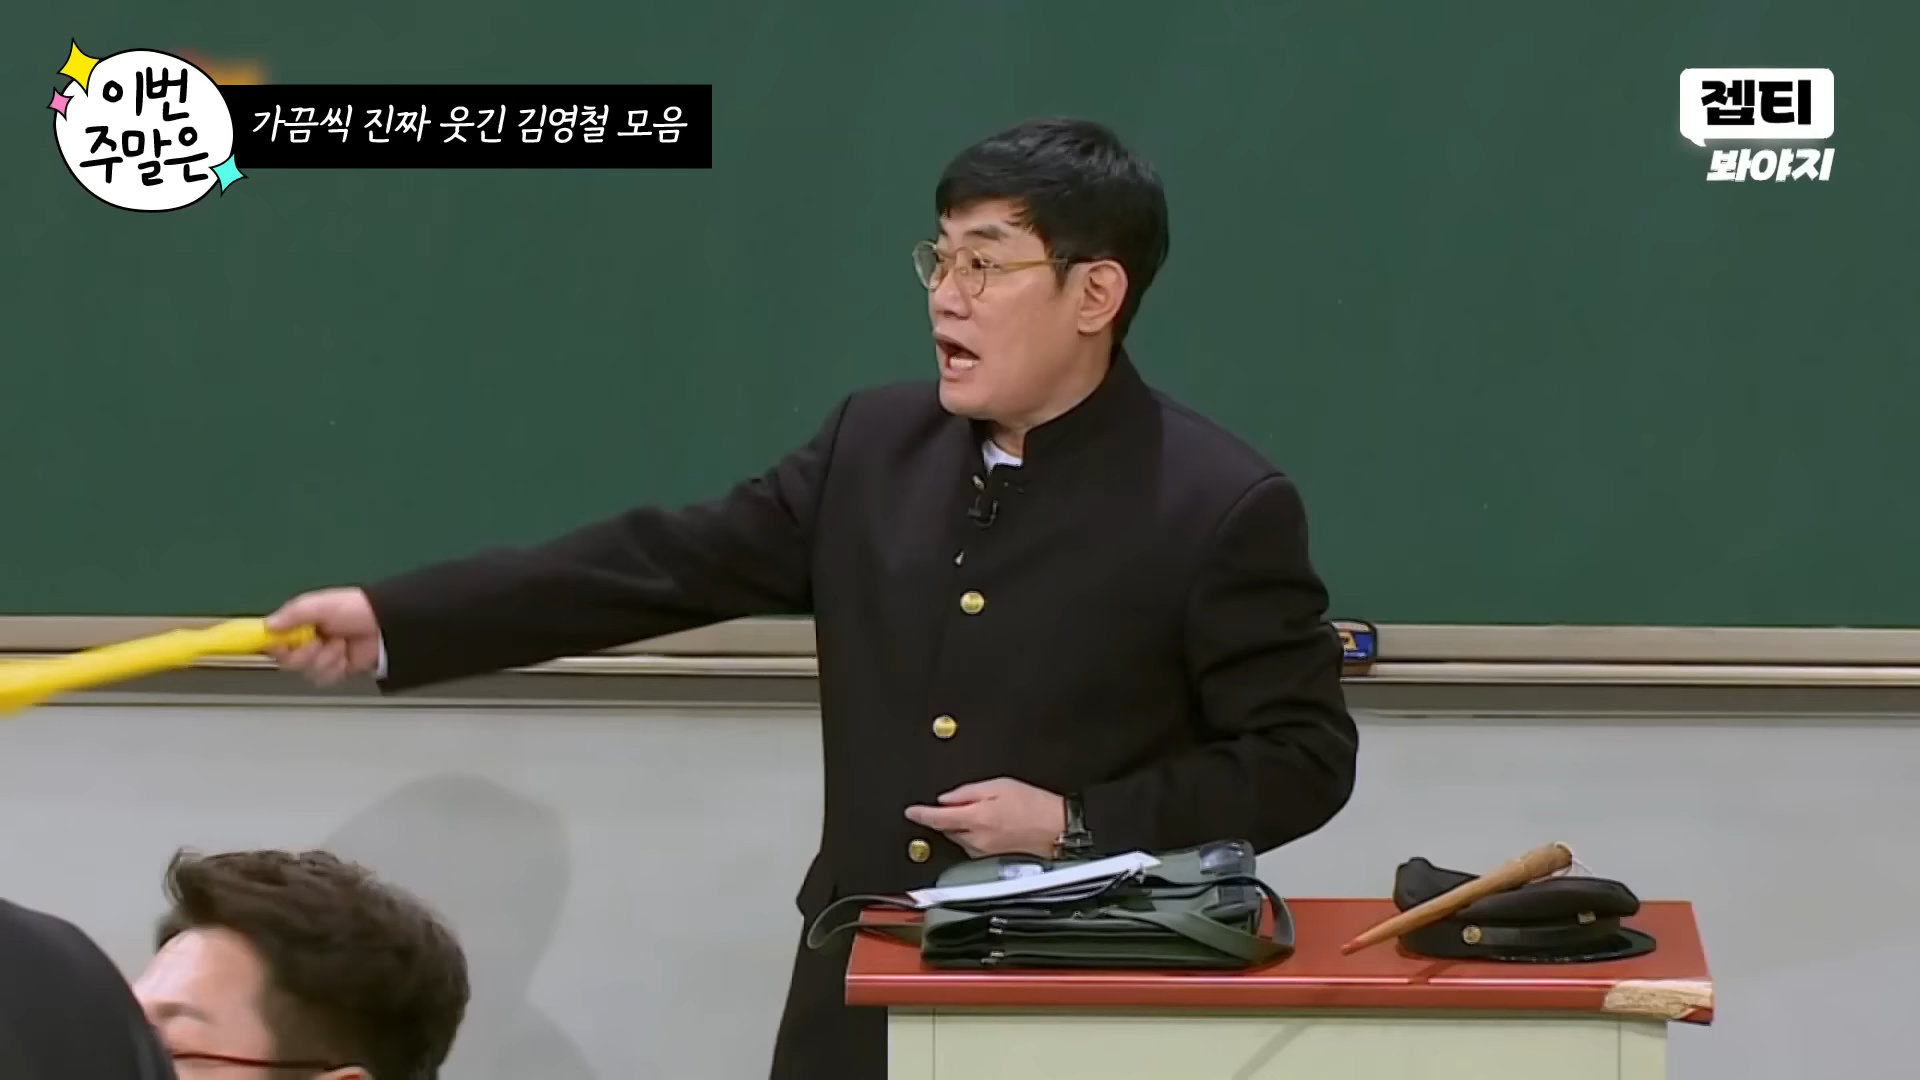 이번
주말은
가끔씩 진짜 웃긴 김영철 모음
젭티
봐야지